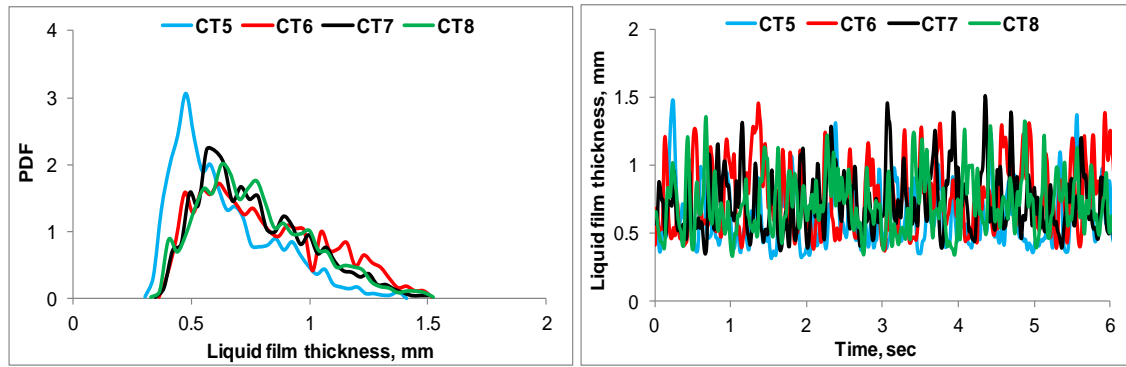 CT5 CT6 CT7 CT8
4
3
2
1
0
PDF
0 0.5 1 1.5 2
Liquid film thickness, mm
CT5 CT6 CT7 CT8
2
1.5
1
0.5
0
Liquid film thickness, mm
0 1 2 3 4 5 6
Time, sec